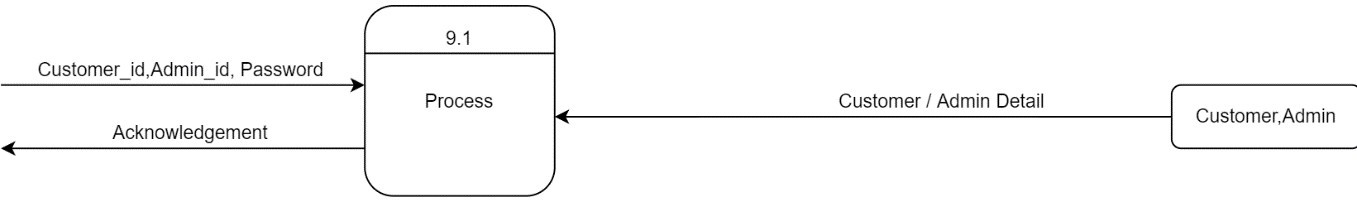 9.1
Customer_id,Admin_id, Password
Process
Customer / Admin Detail
Customer,Admin
Acknowledgement